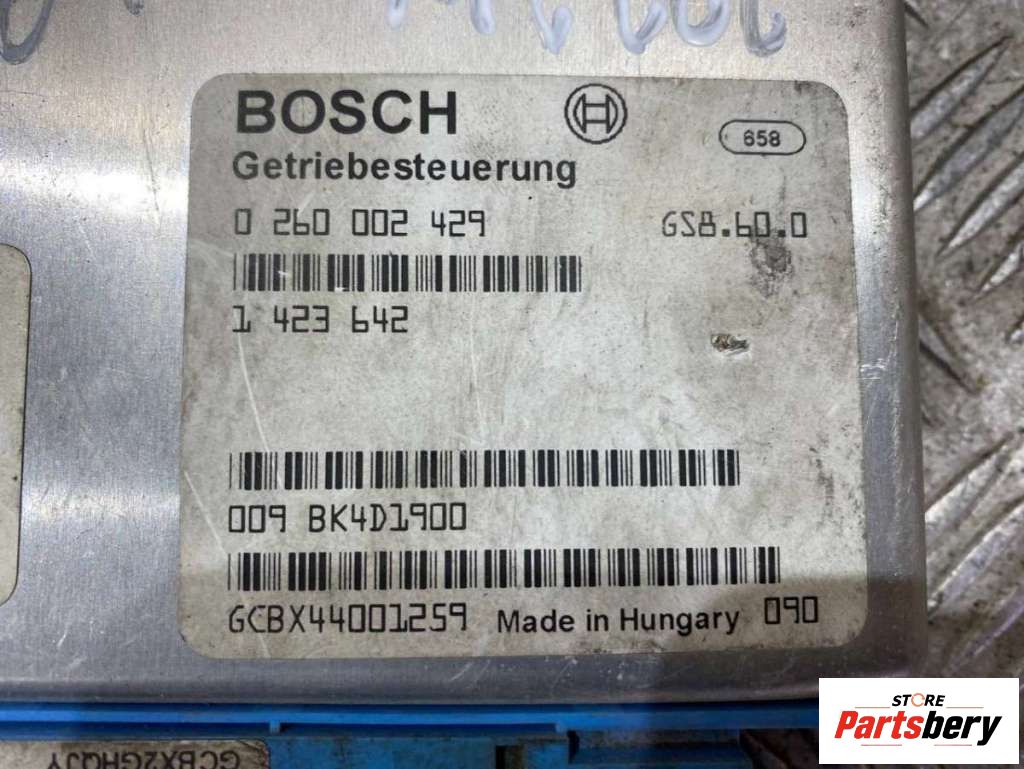 BOSCH
658
Getriebesteuerung
0 260 002 429 GS8.60.0
1 423 642
009 BK4D1900
GCBX44001259 Made in Hungary 090
GCBX2GHQJY
STORE
Partsbery